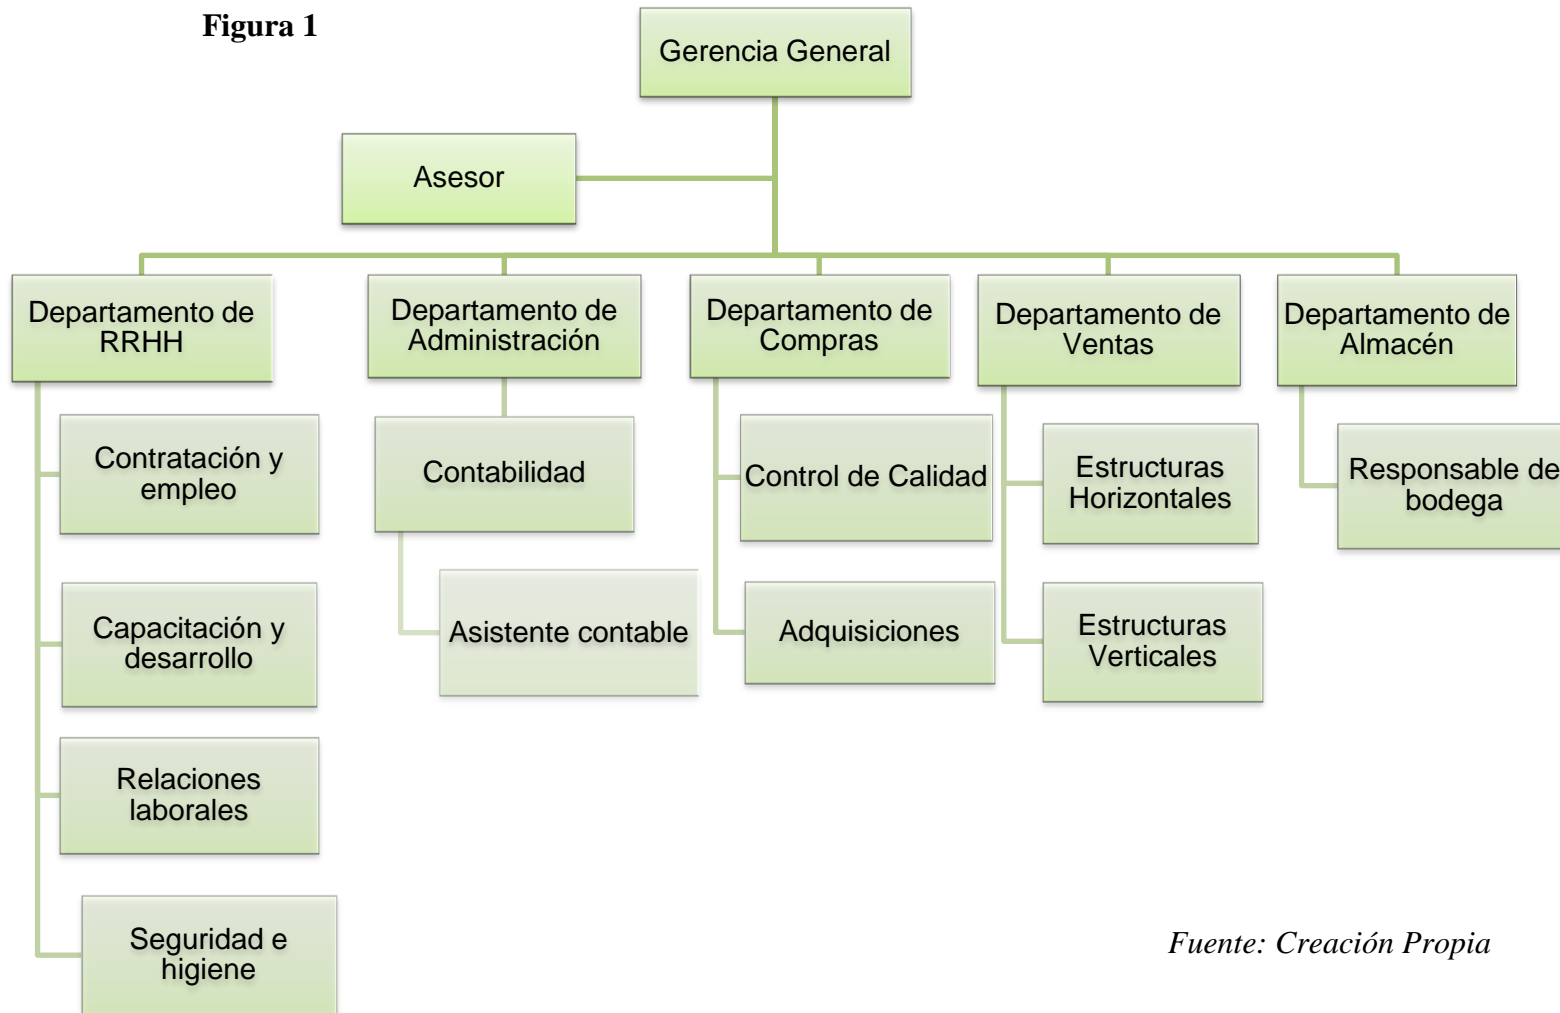 Figura 1
Gerencia General
Asesor
Departamento de
RRHH
Departamento de
Administración
Departamento de
Compras
Departamento de
Ventas
Departamento de
Almacén
Contratación y
empleo
Contabilidad
Control de Calidad
Estructuras
Horizontales
Responsable de
bodega
Capacitación y
desarrollo
Asistente contable
Adquisiciones
Estructuras
Verticales
Relaciones
laborales
Seguridad e
higiene
Fuente: Creación Propia